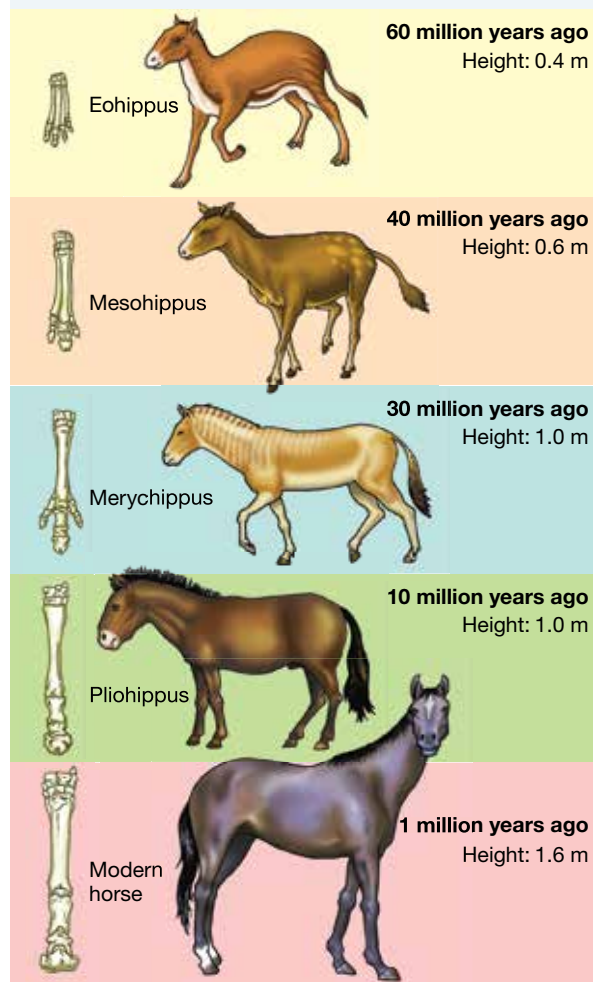 60 million years ago
Height: 0.4 m
Eohippus
40 million years ago
Height: 0.6 m
Mesohippus
30 million years ago
Height: 1.0 m
Merychippus
10 million years ago
Height: 1.0 m
Pliohippus
1 million years ago
Height: 1.6 m
Modern
horse